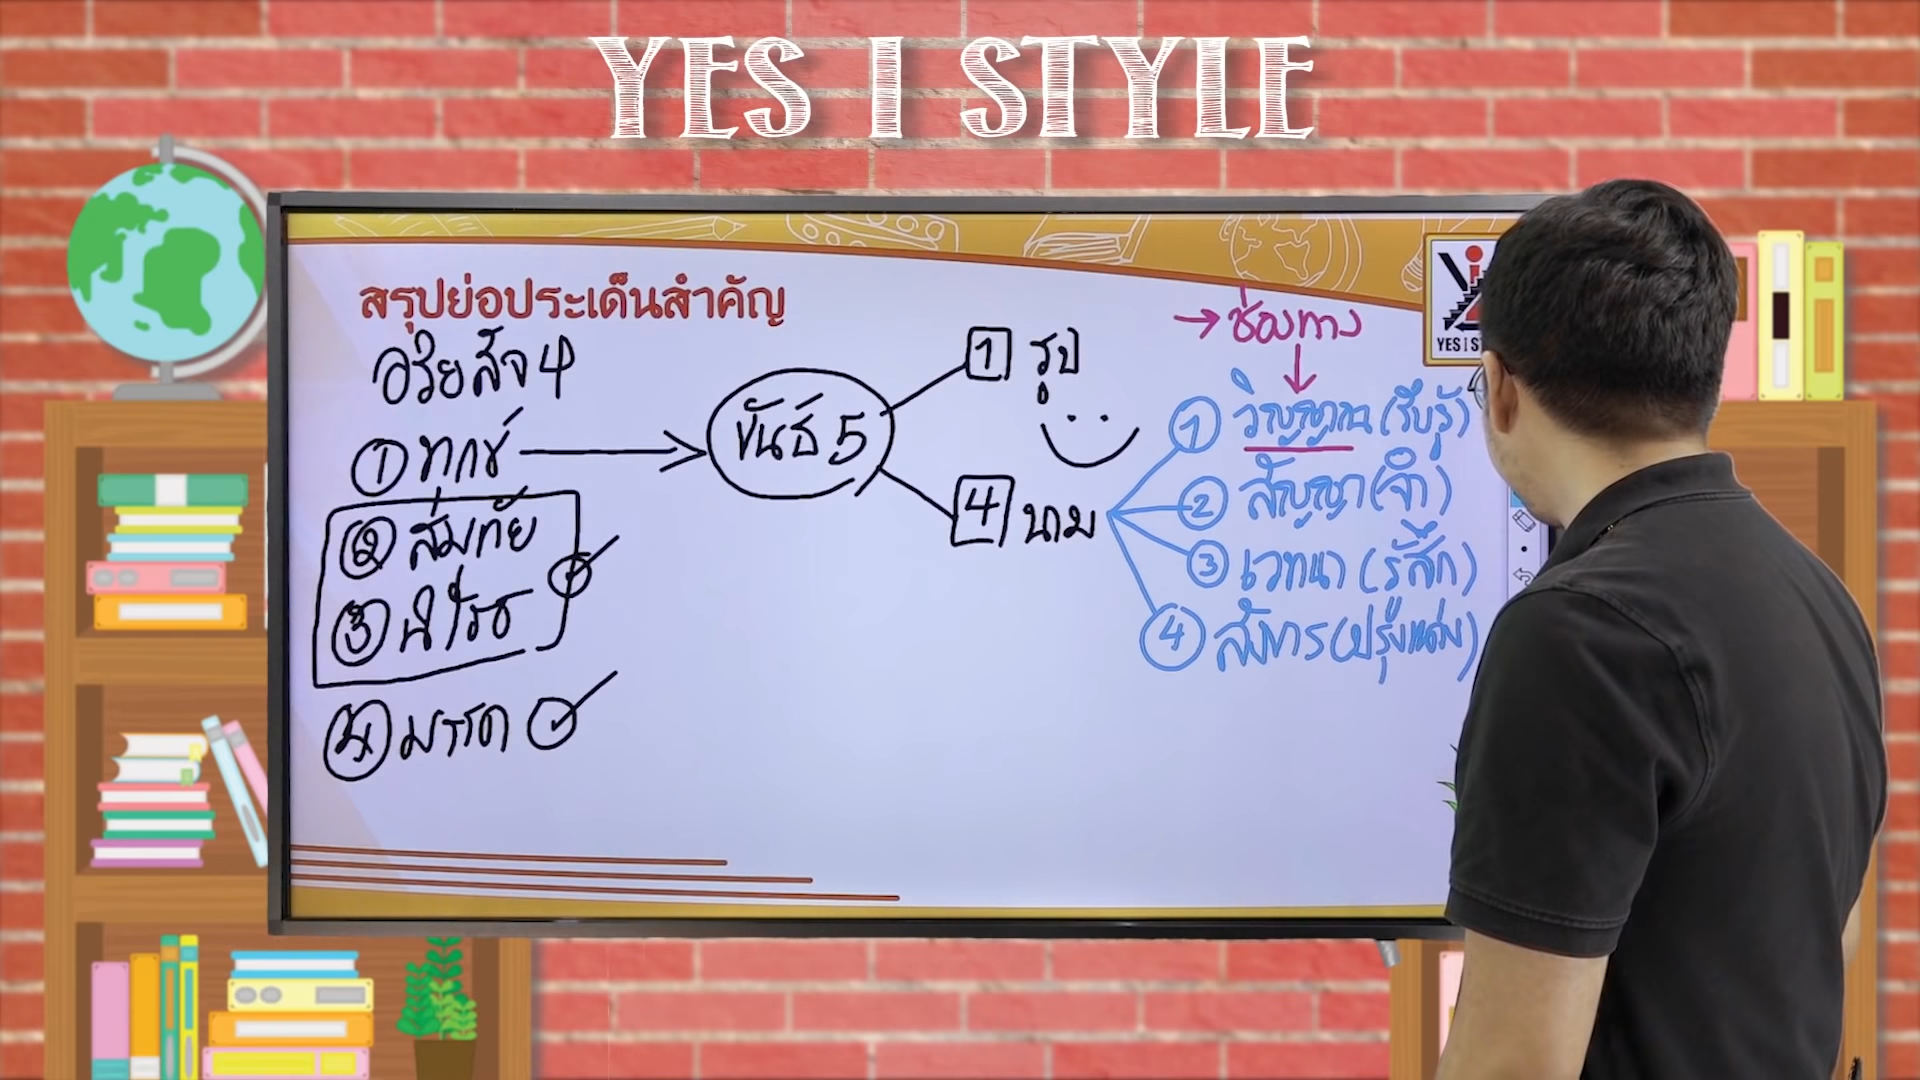 YES I STYLE
สรุปย่อประเด็นสำคัญ
อริยสัจ 4
① ทุกข์
② สมุทัย
③ นิโรธ
④ มรรค
ขันธ์ 5
1 รูป
4 นาม
→ ช่องทาง
① วิญญาณ (รับรู้)
② สัญญา (จำ)
③ เวทนา (รู้สึก)
④ สังขาร (ปรุงแต่ง)
YES I